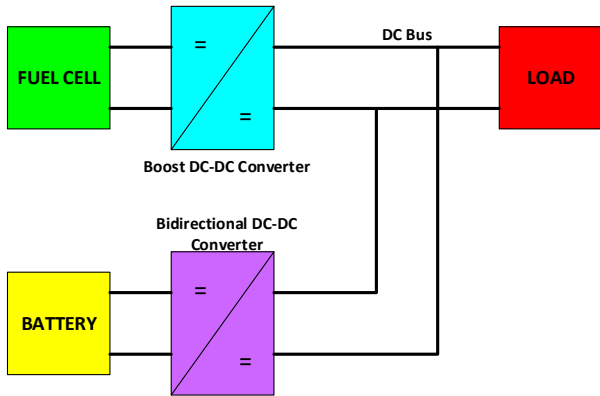 DC Bus
=
FUEL CELL
LOAD
=
Boost DC-DC Converter
Bidirectional DC-DC
Converter
=
BATTERY
=